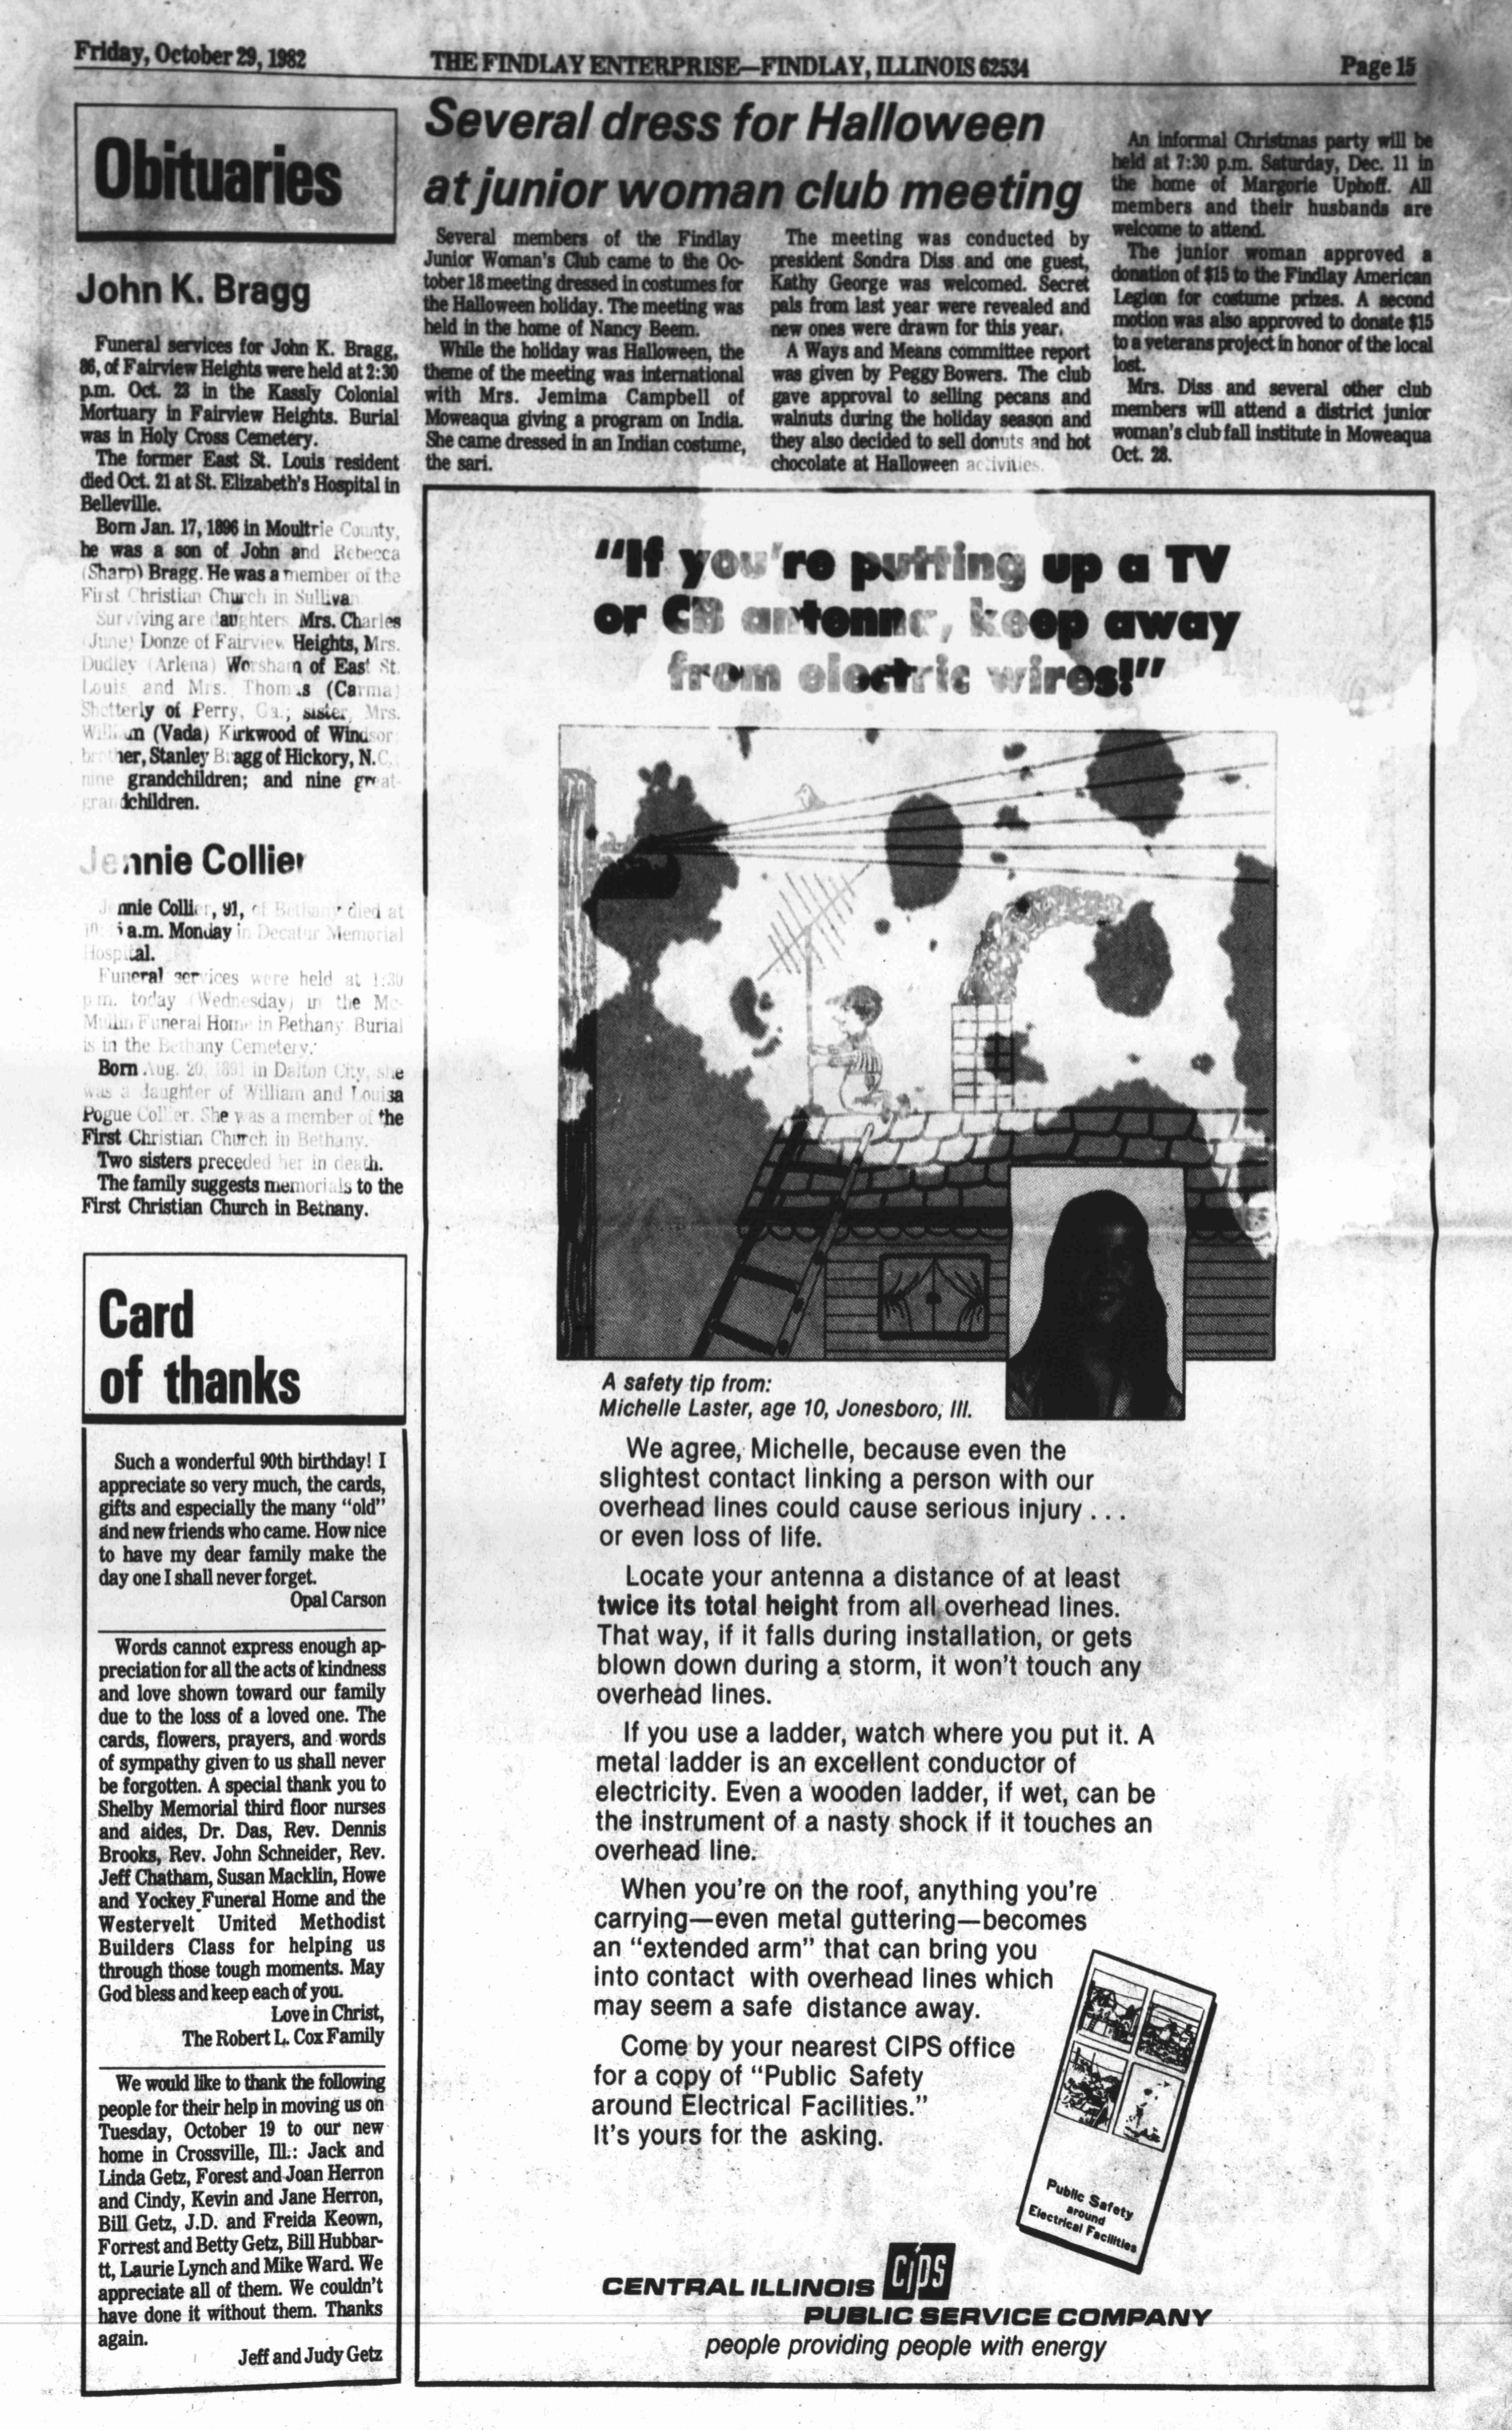 Friday, October 29, 1982
THE FINDLAY ENTERPRISE—FINDLAY, ILLINOIS 62534
Page 15
Obituaries
John K. Bragg
Funeral services for John K. Bragg,
86, of Fairview Heights were held at 2:30
p.m. Oct. 23 in the Kassly Colonial
Mortuary in Fairview Heights. Burial
was in Holy Cross Cemetery.
The former East St. Louis resident
died Oct. 21 at St. Elizabeth's Hospital in
Belleville.
Born Jan. 17, 1896 in Moultrie County,
he was a son of John and Rebecca
(Sharp) Bragg. He was a member of the
First Christian Church in Sulliva
Surviving are daughters, Mrs. Charles
(June) Donze of Fairview Heights, Mrs.
Dudley (Arlena) Worsham of East St.
Louis and Mrs. Thomas (Carma)
Shetterly of Perry, Ga.; sister, Mrs.
William (Vada) Kirkwood of Windsor
brother, Stanley Bragg of Hickory, N.C.
nine grandchildren; and nine great-
grandchildren.
Jennie Collier
Jennie Collier, 91, of Bethany died at
a.m. Monday in Decatur Memorial
Hospital.
Funeral services were held at 1:30
p.m. today (Wednesday) in the Mc-
Mullin Funeral Home in Bethany. Burial
is in the Bethany Cemetery.
Born Aug. 20, 1891 in Dalton City, she
was a daughter of William and Louisa
Pogue Collier. She was a member of the
First Christian Church in Bethany.
Two sisters preceded her in death.
The family suggests memorials to the
First Christian Church in Bethany.
Card
of thanks
Such a wonderful 90th birthday! I
appreciate so very much, the cards,
gifts and especially the many "old"
and new friends who came. How nice
to have my dear family make the
day one I shall never forget.
Opal Carson
Words cannot express enough ap-
preciation for all the acts of kindness
and love shown toward our family
due to the loss of a loved one. The
cards, flowers, prayers, and words
of sympathy given to us shall never
be forgotten. A special thank you to
Shelby Memorial third floor nurses
and aides, Dr. Das, Rev. Dennis
Brooks, Rev. John Schneider, Rev.
Jeff Chatham, Susan Macklin, Howe
and Yockey Funeral Home and the
Westervelt United Methodist
Builders Class for helping us
through those tough moments. May
God bless and keep each of you.
Love in Christ,
The Robert L. Cox Family
We would like to thank the following
people for their help in moving us on
Tuesday, October 19 to our new
home in Crossville, Ill.: Jack and
Linda Getz, Forest and Joan Herron
and Cindy, Kevin and Jane Herron,
Bill Getz, J.D. and Freida Keown,
Forrest and Betty Getz, Bill Hubbar-
tt, Laurie Lynch and Mike Ward. We
appreciate all of them. We couldn't
have done it without them. Thanks
again.
Jeff and Judy Getz
Several dress for Halloween
at junior woman club meeting
Several members of the Findlay
Junior Woman's Club came to the Oc-
tober 18 meeting dressed in costumes for
the Halloween holiday. The meeting was
held in the home of Nancy Beem.
While the holiday was Halloween, the
theme of the meeting was international
with Mrs. Jemima Campbell of
Moweaqua giving a program on India.
She came dressed in an Indian costume,
the sari.
The meeting was conducted by
president Sondra Diss and one guest,
Kathy George was welcomed. Secret
pals from last year were revealed and
new ones were drawn for this year.
A Ways and Means committee report
was given by Peggy Bowers. The club
gave approval to selling pecans and
walnuts during the holiday season and
they also decided to sell donuts and hot
chocolate at Halloween activities.
An informal Christmas party will be
held at 7:30 p.m. Saturday, Dec. 11 in
the home of Margorie Uphoff. All
members and their husbands are
welcome to attend.
The junior woman approved a
donation of $15 to the Findlay American
Legion for costume prizes. A second
motion was also approved to donate $15
to a veterans project in honor of the local
lost.
Mrs. Diss and several other club
members will attend a district junior
woman's club fall institute in Moweaqua
Oct. 28.
"If you're putting up a TV
or CB antenna, keep away
from electric wires!"
A safety tip from:
Michelle Laster, age 10, Jonesboro, Ill.
We agree, Michelle, because even the
slightest contact linking a person with our
overhead lines could cause serious injury . . .
or even loss of life.
Locate your antenna a distance of at least
twice its total height from all overhead lines.
That way, if it falls during installation, or gets
blown down during a storm, it won't touch any
overhead lines.
If you use a ladder, watch where you put it. A
metal ladder is an excellent conductor of
electricity. Even a wooden ladder, if wet, can be
the instrument of a nasty shock if it touches an
overhead line.
When you're on the roof, anything you're
carrying—even metal guttering—becomes
an "extended arm" that can bring you
into contact with overhead lines which
may seem a safe distance away.
Come by your nearest CIPS office
for a copy of "Public Safety
around Electrical Facilities."
It's yours for the asking.
Public Safety
around
Electrical Facilities
CENTRAL ILLINOIS CIPS
PUBLIC SERVICE COMPANY
people providing people with energy